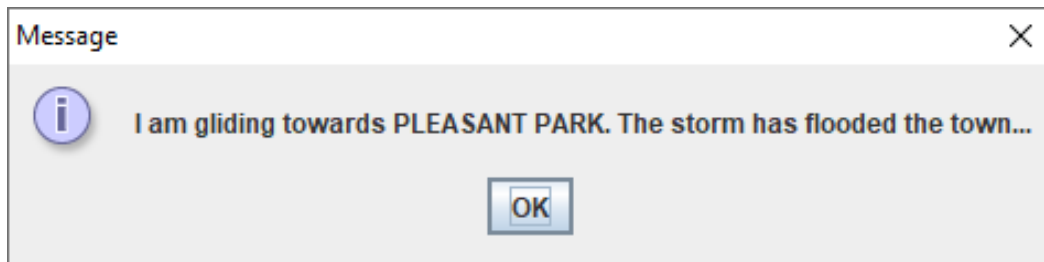 Message
I am gliding towards PLEASANT PARK. The storm has flooded the town...
OK